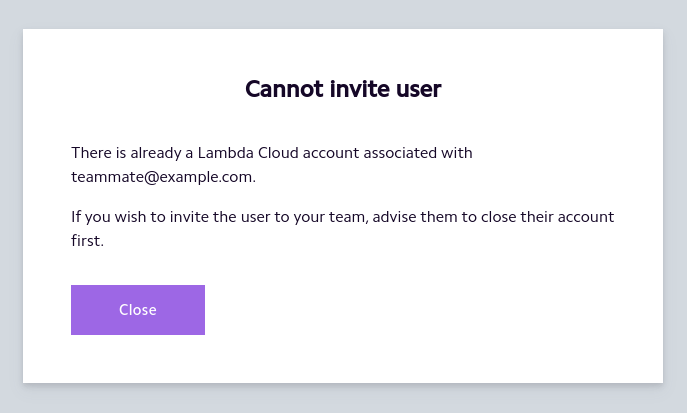 Cannot invite user
There is already a Lambda Cloud account associated with
teammate@example.com.
If you wish to invite the user to your team, advise them to close their account
first.
Close